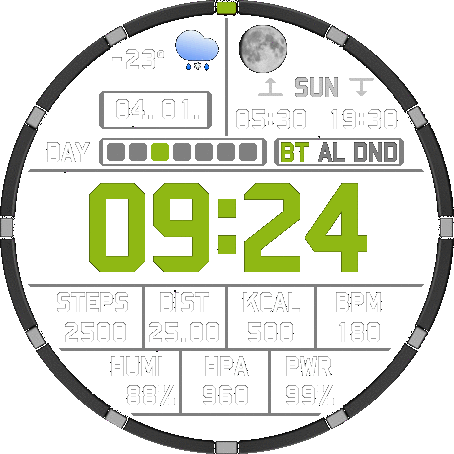 -23°
SUN
04. 01.
05:30 19:30
DAY
BT AL DND
09:24
STEPS DIST KCAL BPM
2500 25.00 500 180
HUMI HPA PWR
88% 960 99%